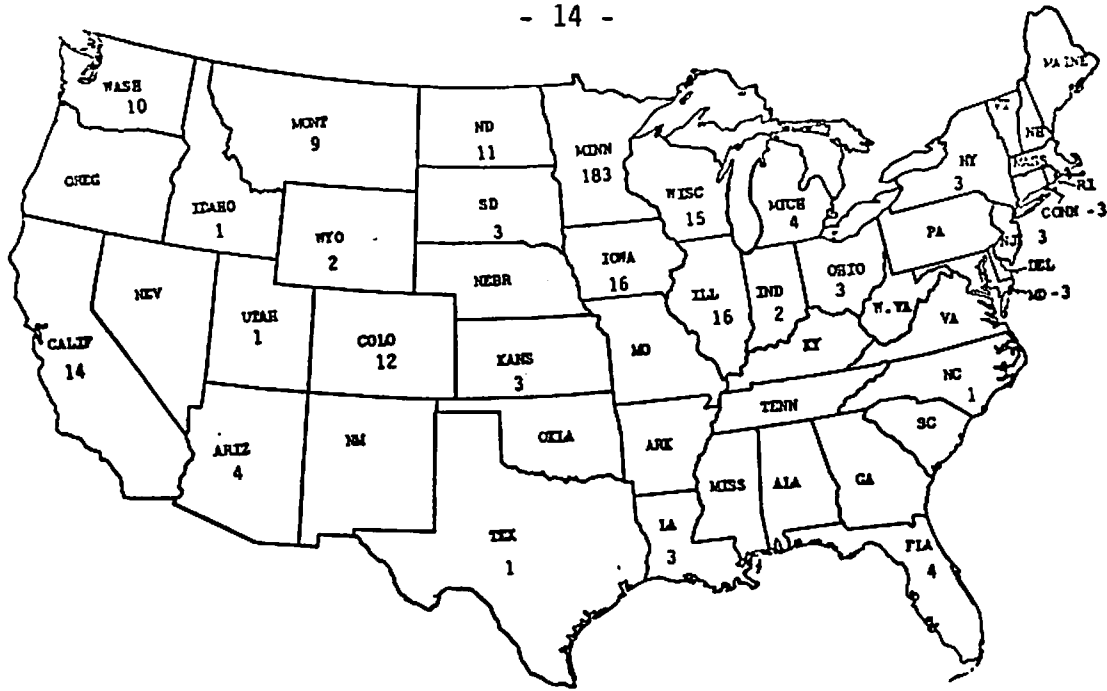 - 14 -
MAINE
WASH
10
MONT
9
ND
11
MINN
183
VT
NH
OREG
IDAHO
1
WYO
2
SD
3
WISC
15
MICH
4
NY
3
MASS
RI
CONN -3
NEV
UTAH
1
COLO
12
NEBR
IOWA
16
ILL
16
IND
2
OHIO
3
PA
NJ
3
DEL
MD -3
W.VA
VA
CALIF
14
KANS
3
MO
KY
NC
1
TENN
ARIZ
4
NM
OKLA
ARK
SC
MISS
ALA
GA
TEX
1
LA
3
FLA
4